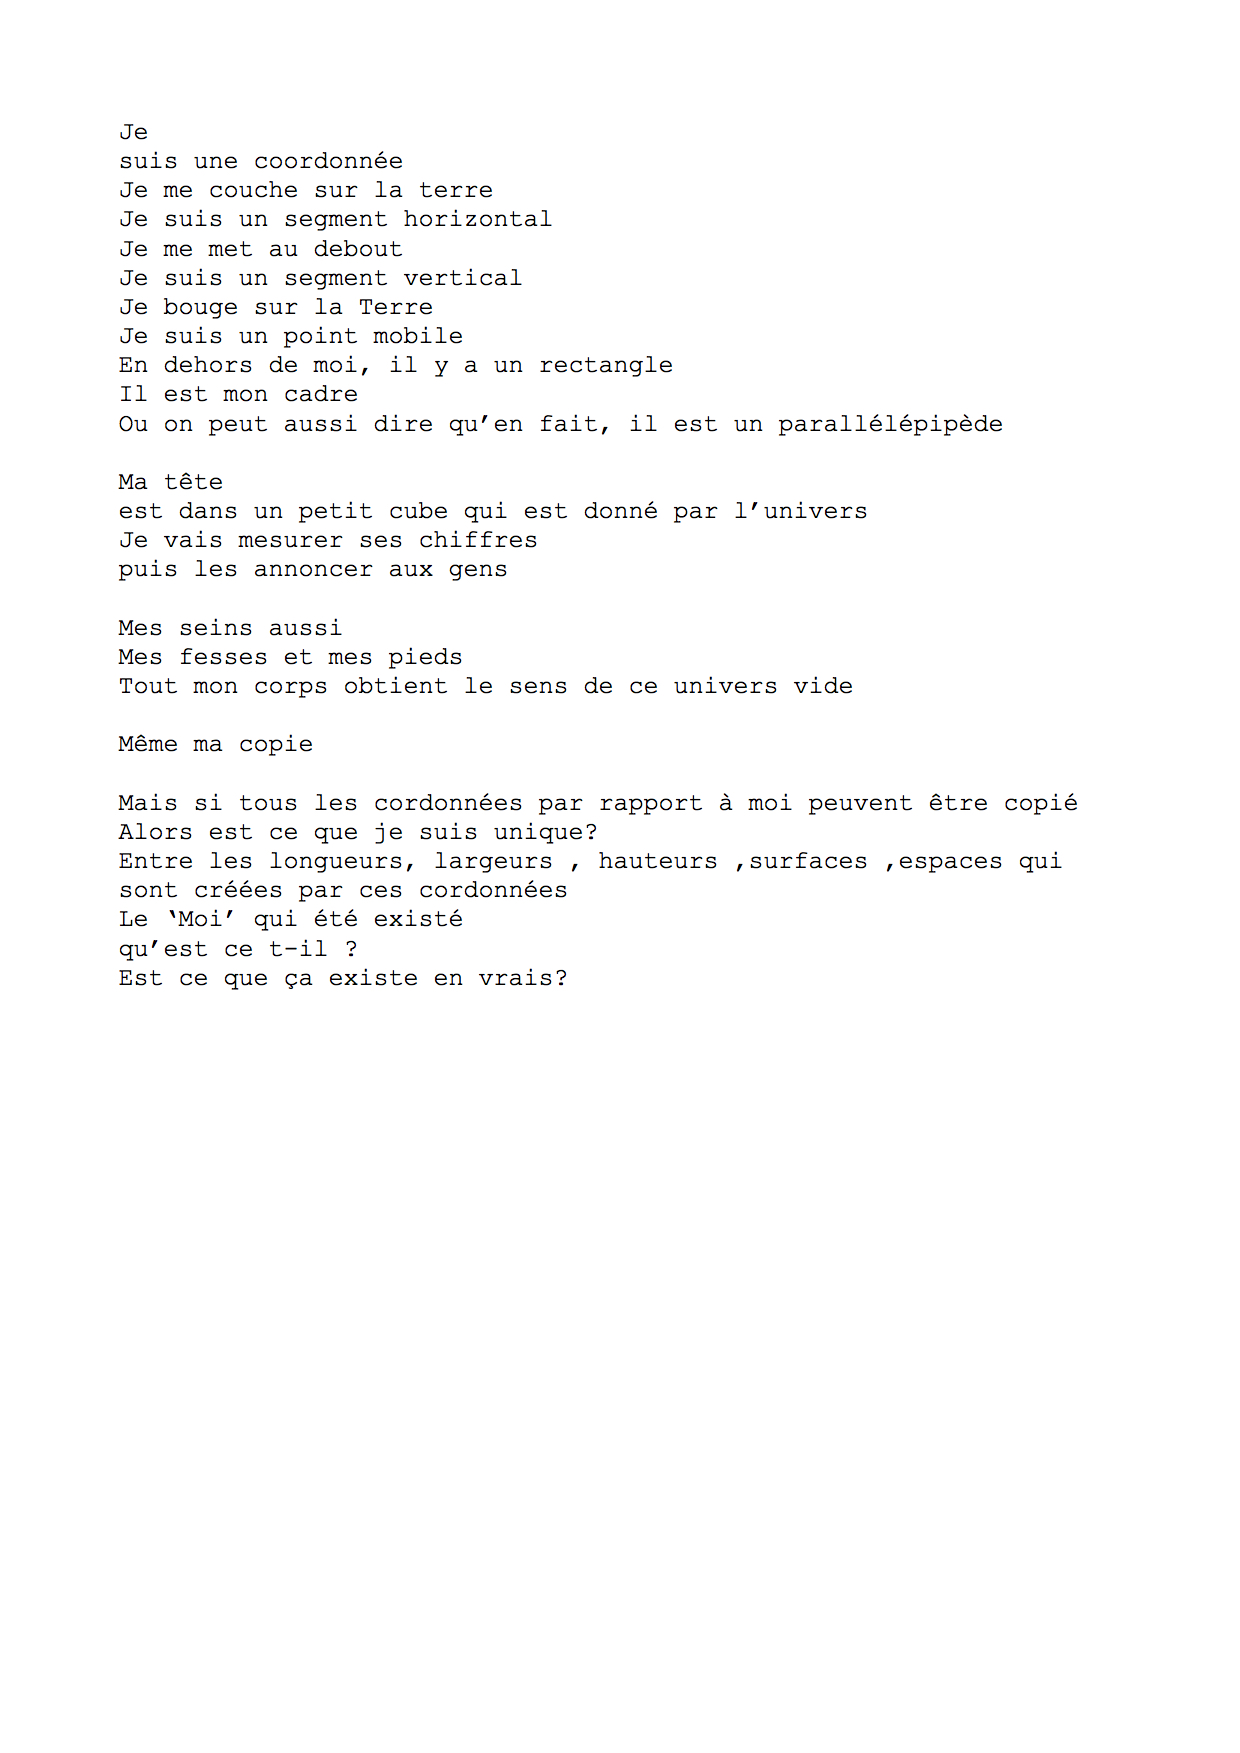 Je
suis une coordonnée
Je me couche sur la terre
Je suis un segment horizontal
Je me met au debout
Je suis un segment vertical
Je bouge sur la Terre
Je suis un point mobile
En dehors de moi, il y a un rectangle
Il est mon cadre
Ou on peut aussi dire qu’en fait, il est un parallélépipède
Ma tête
est dans un petit cube qui est donné par l’univers
Je vais mesurer ses chiffres
puis les annoncer aux gens
Mes seins aussi
Mes fesses et mes pieds
Tout mon corps obtient le sens de ce univers vide
Même ma copie
Mais si tous les cordonnées par rapport à moi peuvent être copié
Alors est ce que je suis unique?
Entre les longueurs, largeurs , hauteurs ,surfaces ,espaces qui
sont créées par ces cordonnées
Le ‘Moi’ qui été existé
qu’est ce t-il ?
Est ce que ça existe en vrais?